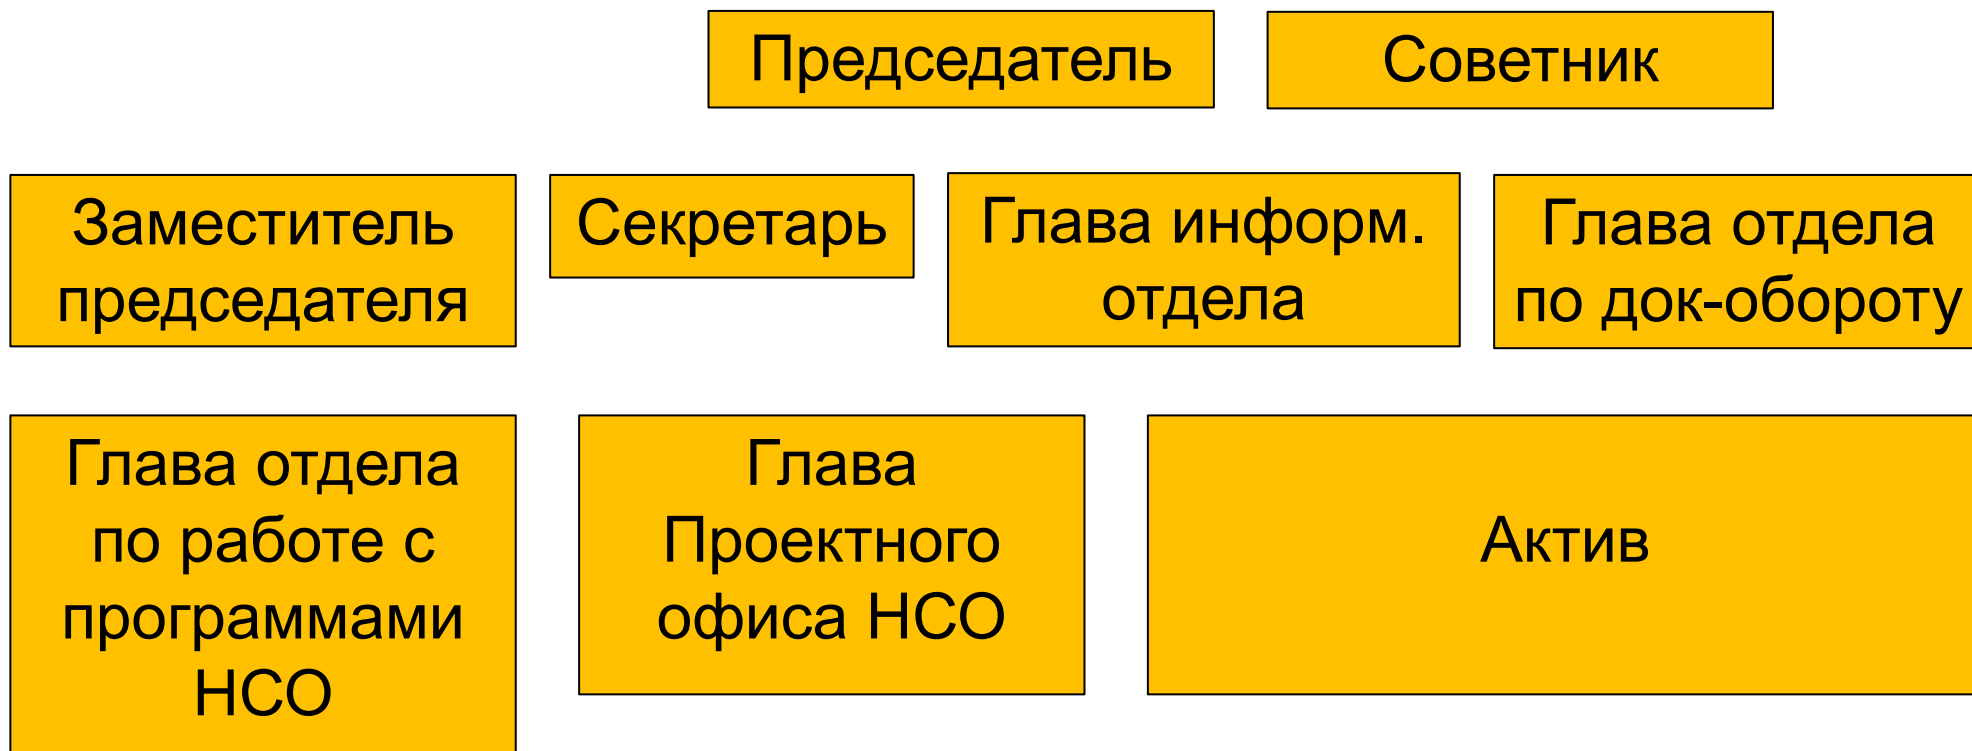 Председатель
Советник
Заместитель
председателя
Секретарь
Глава информ.
отдела
Глава отдела
по док-обороту
Глава отдела
по работе с
программами
НСО
Глава
Проектного
офиса НСО
Актив